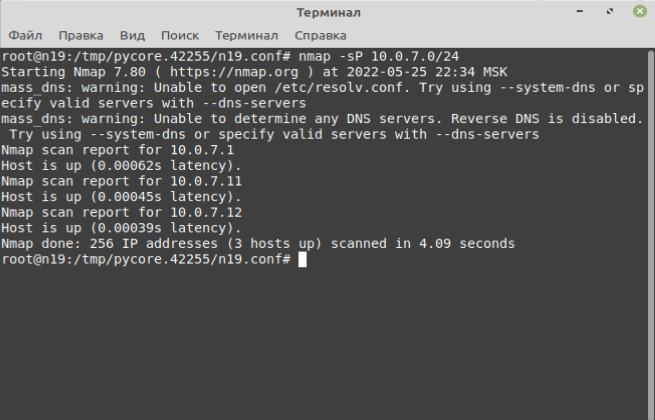 Терминал
Файл Правка Вид Поиск Терминал Справка
root@n19:/tmp/pycore.42255/n19.conf# nmap -sP 10.0.7.0/24
Starting Nmap 7.80 ( https://nmap.org ) at 2022-05-25 22:34 MSK
mass_dns: warning: Unable to open /etc/resolv.conf. Try using --system-dns or sp
ecify valid servers with --dns-servers
mass_dns: warning: Unable to determine any DNS servers. Reverse DNS is disabled.
 Try using --system-dns or specify valid servers with --dns-servers
Nmap scan report for 10.0.7.1
Host is up (0.00062s latency).
Nmap scan report for 10.0.7.11
Host is up (0.00045s latency).
Nmap scan report for 10.0.7.12
Host is up (0.00039s latency).
Nmap done: 256 IP addresses (3 hosts up) scanned in 4.09 seconds
root@n19:/tmp/pycore.42255/n19.conf#